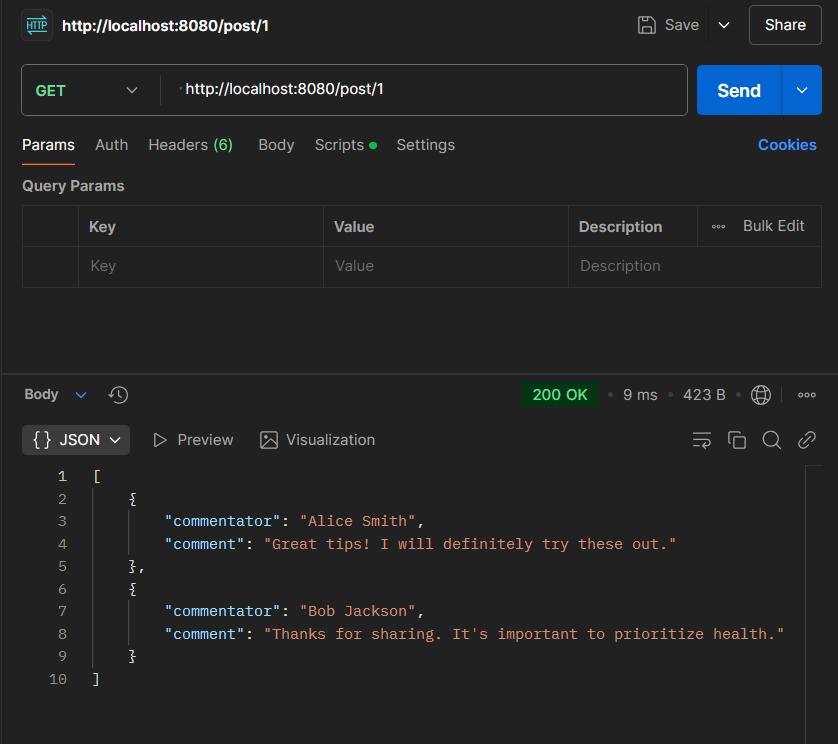 HTTP http://localhost:8080/post/1 Save Share
GET http://localhost:8080/post/1 Send
Params Auth Headers (6) Body Scripts Settings Cookies
Query Params
Key Value Description Bulk Edit
Key Value Description
Body 200 OK 9 ms 423 B
{} JSON Preview Visualization
1 [
2 {
3 "commentator": "Alice Smith",
4 "comment": "Great tips! I will definitely try these out."
5 },
6 {
7 "commentator": "Bob Jackson",
8 "comment": "Thanks for sharing. It's important to prioritize health."
9 }
10 ]